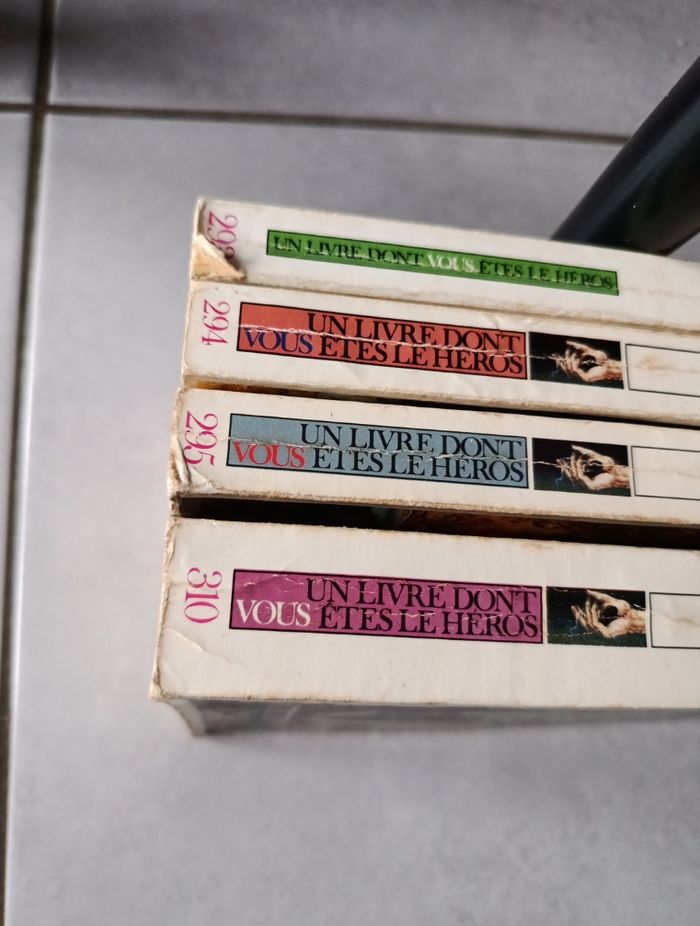 UN LIVRE DONT VOUS ÊTES LE HÉROS
294
UN LIVRE DONT
VOUS ÊTES LE HÉROS
295
UN LIVRE DONT
VOUS ÊTES LE HÉROS
310
UN LIVRE DONT
VOUS ÊTES LE HÉROS